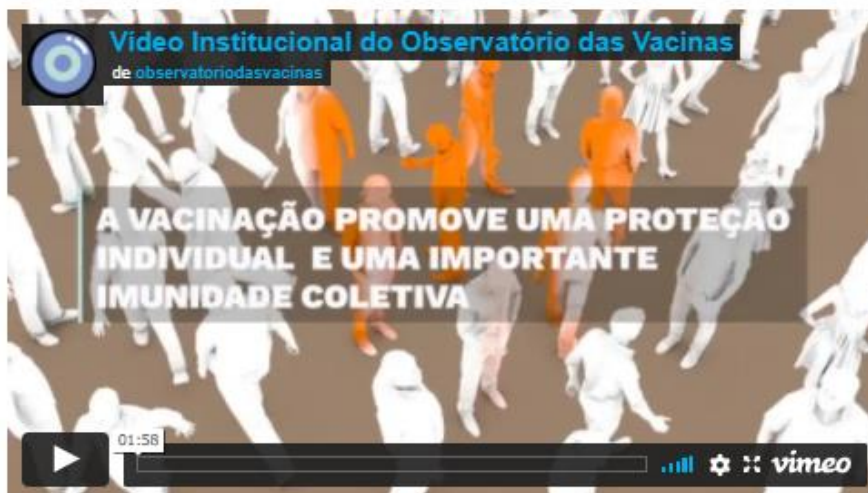 Vídeo Institucional do Observatório das Vacinas
de observatoriodasvacinas
A VACINAÇÃO PROMOVE UMA PROTEÇÃO
INDIVIDUAL E UMA IMPORTANTE
IMUNIDADE COLETIVA
01:58
vimeo